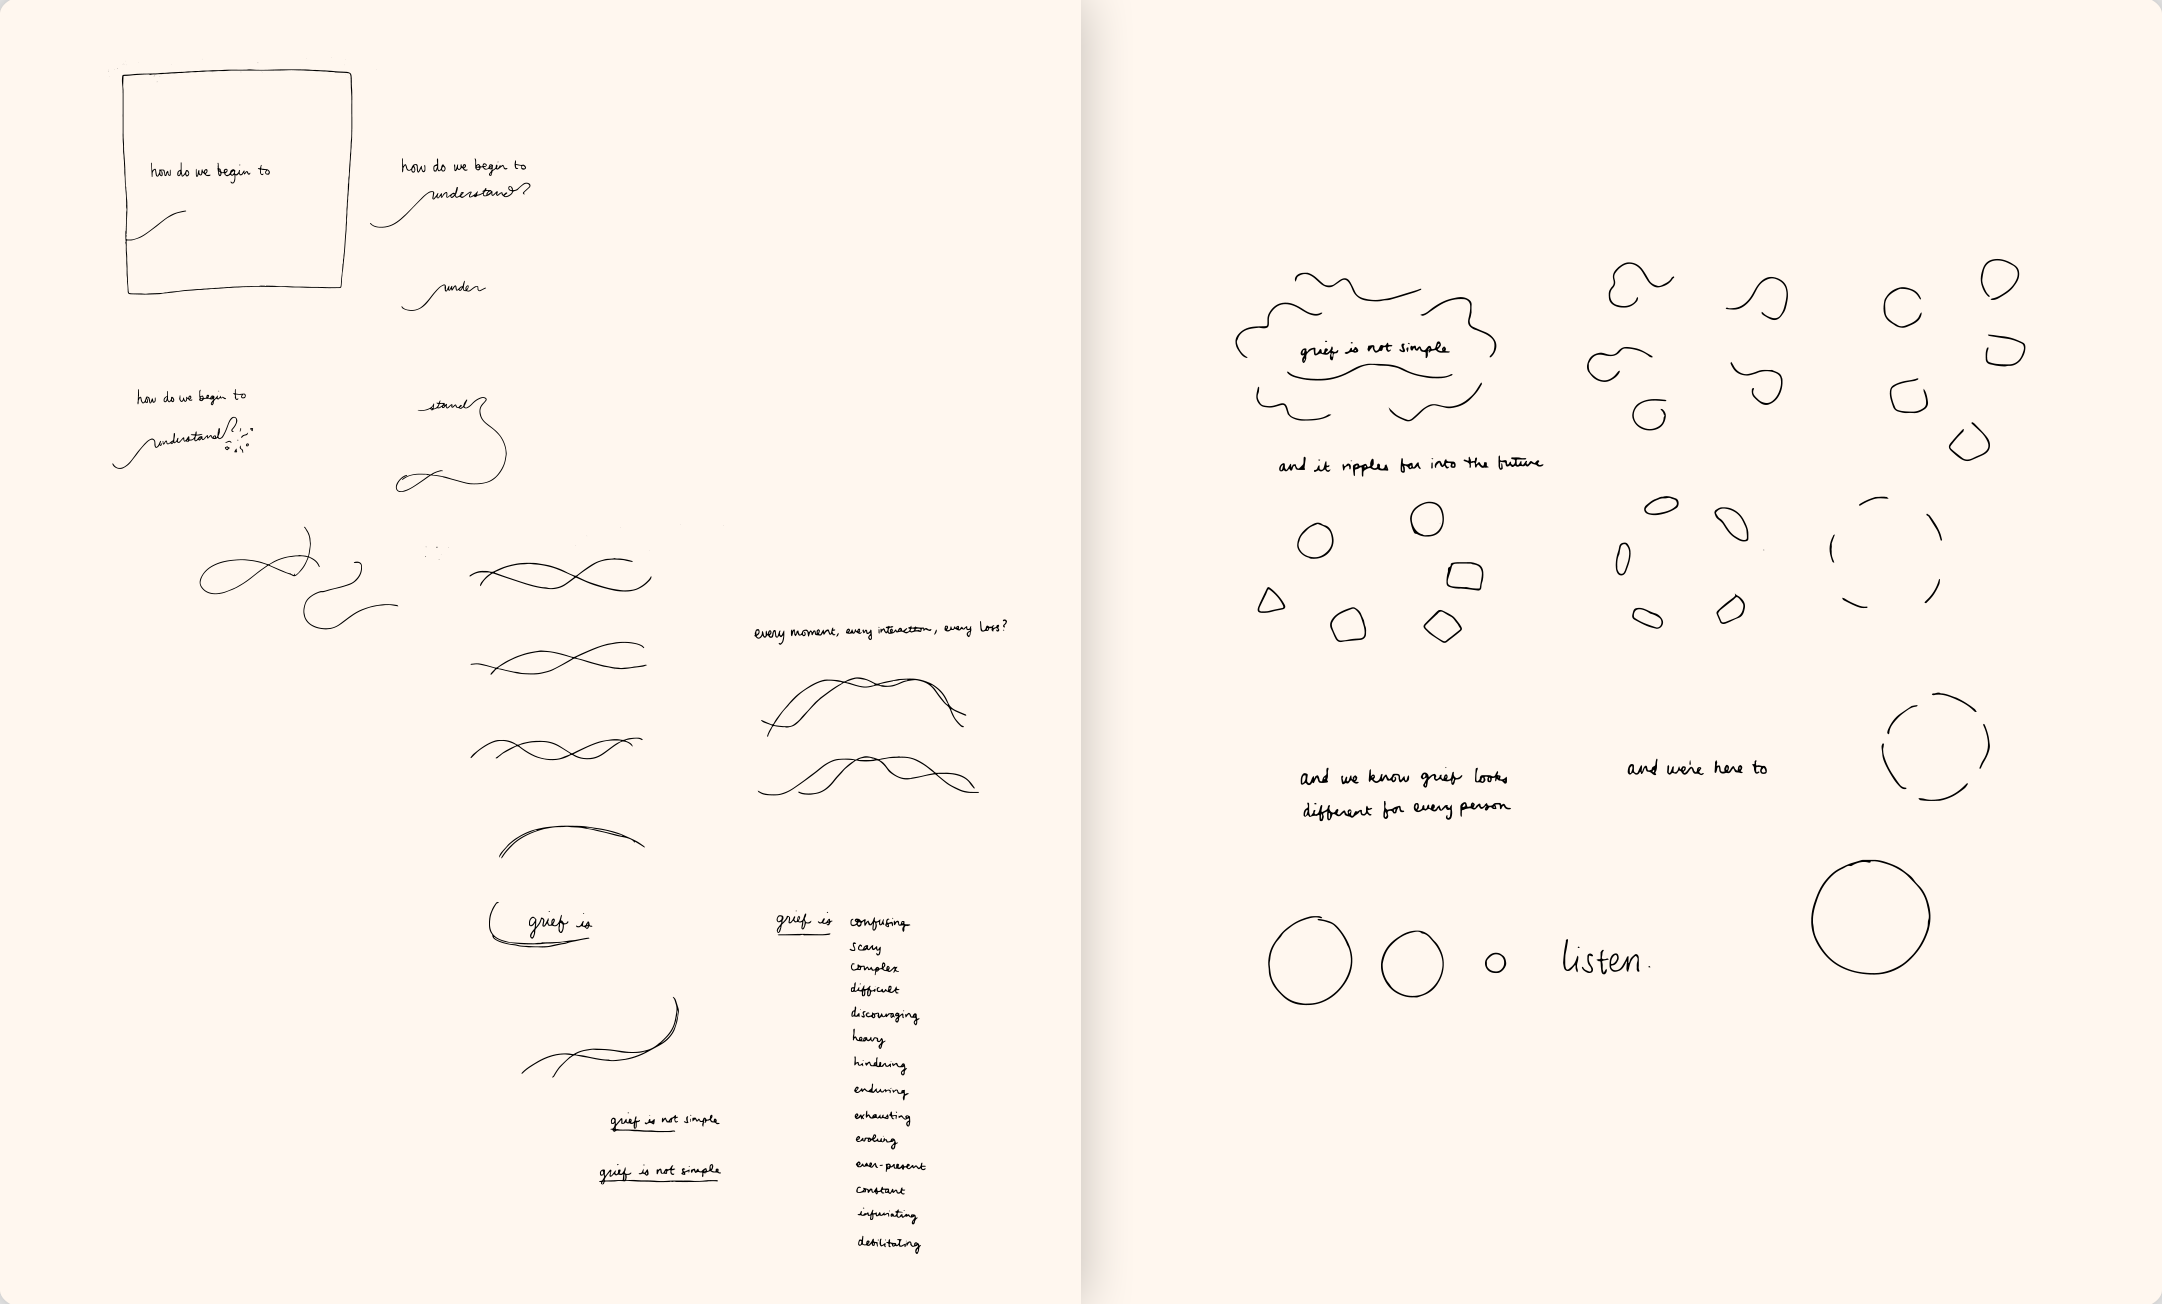 how do we begin to
how do we begin to
understand?
under
how do we begin to
understand?
stand
every moment, every interaction, every loss?
grief is
grief is
confusing
scary
complex
difficult
discouraging
heavy
hindering
enduring
exhausting
evolving
ever-present
constant
infuriating
debilitating
grief is not simple
grief is not simple
grief is not simple
and it ripples far into the future
and we know grief looks
different for every person
and we're here to
listen.